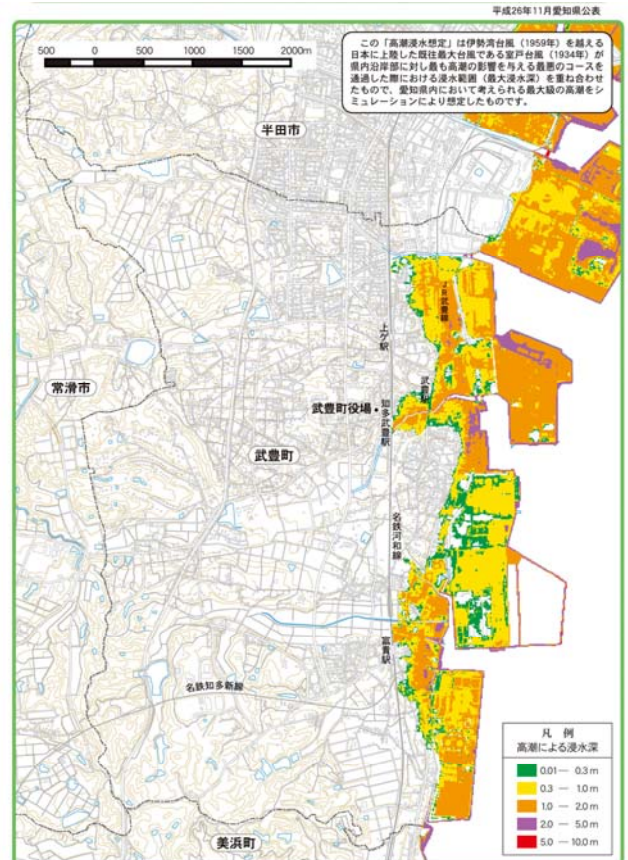 平成26年11月愛知県公表
500 0 500 1000 1500 2000m
この「高潮浸水想定」は伊勢湾台風（1959年）を越える
日本に上陸した既往最大台風である室戸台風（1934年）が
県内沿岸部に対し最も高潮の影響を与える最悪のコースを
通過した際における浸水範囲（最大浸水深）を重ね合わせ
たもので、愛知県内において考えられる最大級の高潮をシ
ミュレーションにより想定したものです。
半田市
JR武豊線
上ゲ駅
常滑市
武豊駅
武豊町役場
知多武豊駅
武豊町
名鉄河和線
富貴駅
名鉄知多新線
美浜町
凡 例
高潮による浸水深
0.01 — 0.3 m
0.3 — 1.0 m
1.0 — 2.0 m
2.0 — 5.0 m
5.0 — 10.0 m